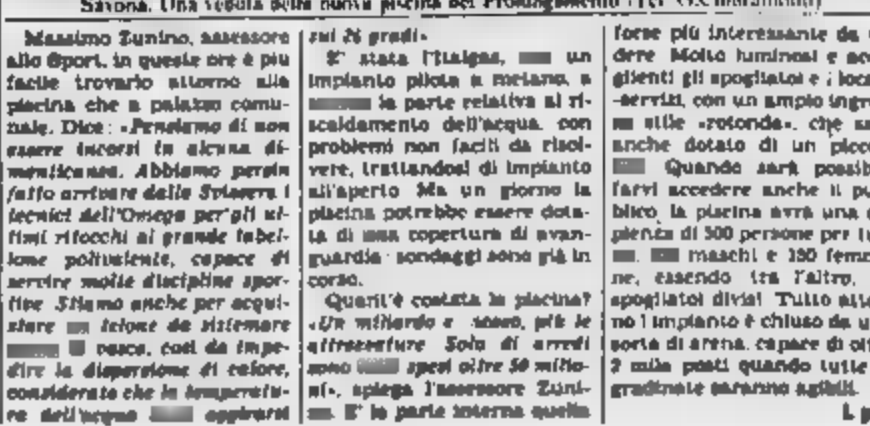 Savona. Una veduta della nuova piscina del Prolungamento
Massimo Zunino, assessore
allo Sport, in queste ore è più
facile trovarlo attorno alla
piscina che a palazzo comu-
nale. Dice: «Pensiamo di non
essere incorsi in alcuna di-
menticanza. Abbiamo persin
fatto arrivare dalla Svizzera i
tecnici dell'Omega per gli ul-
timi ritocchi al grande tabel-
lone polivalente, capace di
servire molte discipline spor-
tive. Stiamo anche per acqui-
stare telone da sistemare
vasca, così da impe-
dire la dispersione di calore,
considerato che la temperatu-
ra dell'acqua aggirarsi
sui 26 gradi».
E' stata l'Italgas, un
impianto pilota a metano, a
la parte relativa al ri-
scaldamento dell'acqua, con
problemi non facili da risol-
vere, trattandosi di impianto
all'aperto. Ma un giorno la
piscina potrebbe essere dota-
ta di una copertura di avan-
guardia: sondaggi sono già in
corso.
Quant'è costata la piscina?
«Un miliardo e mezzo, più le
attrezzature. Solo di arredi
sono spesi oltre 50 milio-
ni», spiega l'assessore Zuni-
E' la parte interna quella
forse più interessante da
dere. Molto luminosi e acc
glienti gli spogliatoi e i loca
-servizi, con un ampio ingre
in stile «rotonda», che sa
anche dotato di un picco
Quando sarà possib
farvi accedere anche il pu
blico, la piscina avrà una
pienza di 300 persone per tu
maschi e 150 femm
ne, essendo tra l'altro,
spogliatoi divisi. Tutto atto
no l'impianto è chiuso da u
sorta di arena, capace di olt
2 mila posti quando tutte
gradinate saranno agibili.